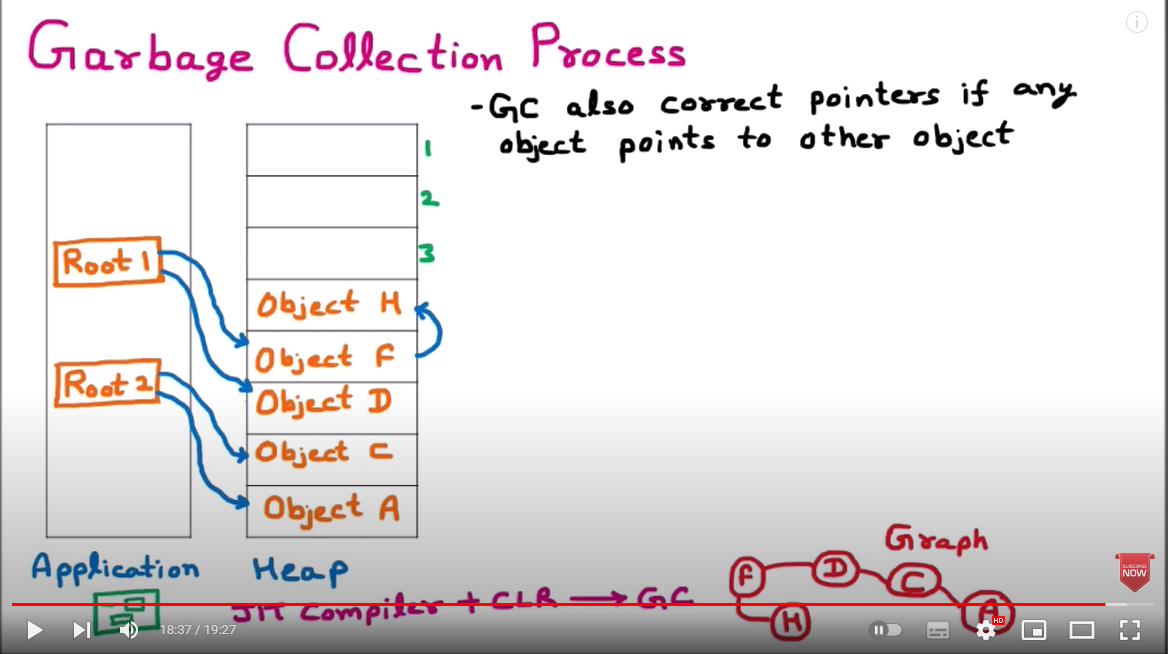 Garbage Collection Process
- GC also correct pointers if any
object points to other object
1
2
3
Root 1
Object H
Object F
Root 2
Object D
Object C
Object A
Application
Heap
Graph
F
D
C
A
H
JIT Compiler + CLR → GC
SUBSCRIBE
NOW
18:37 / 19:27
HD